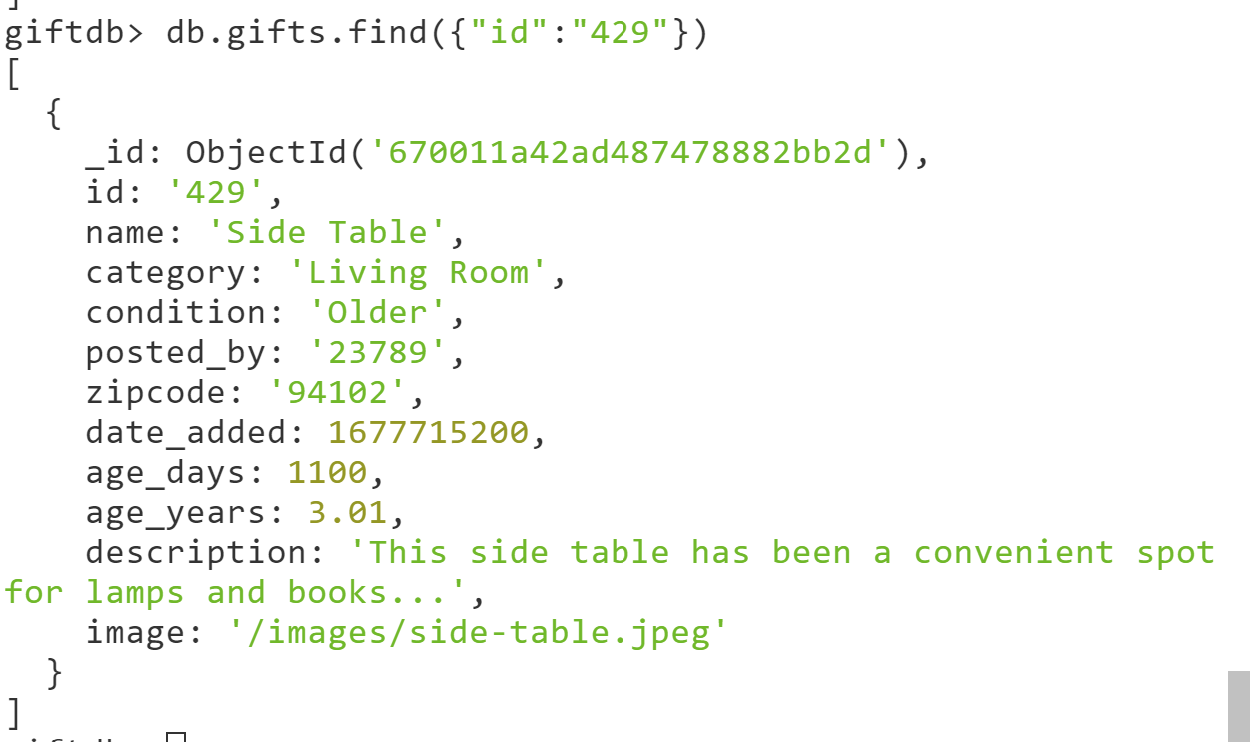 ]
giftdb> db.gifts.find({"id":"429"})
[
  {
    _id: ObjectId('670011a42ad487478882bb2d'),
    id: '429',
    name: 'Side Table',
    category: 'Living Room',
    condition: 'Older',
    posted_by: '23789',
    zipcode: '94102',
    date_added: 1677715200,
    age_days: 1100,
    age_years: 3.01,
    description: 'This side table has been a convenient spot
for lamps and books...',
    image: '/images/side-table.jpeg'
  }
]